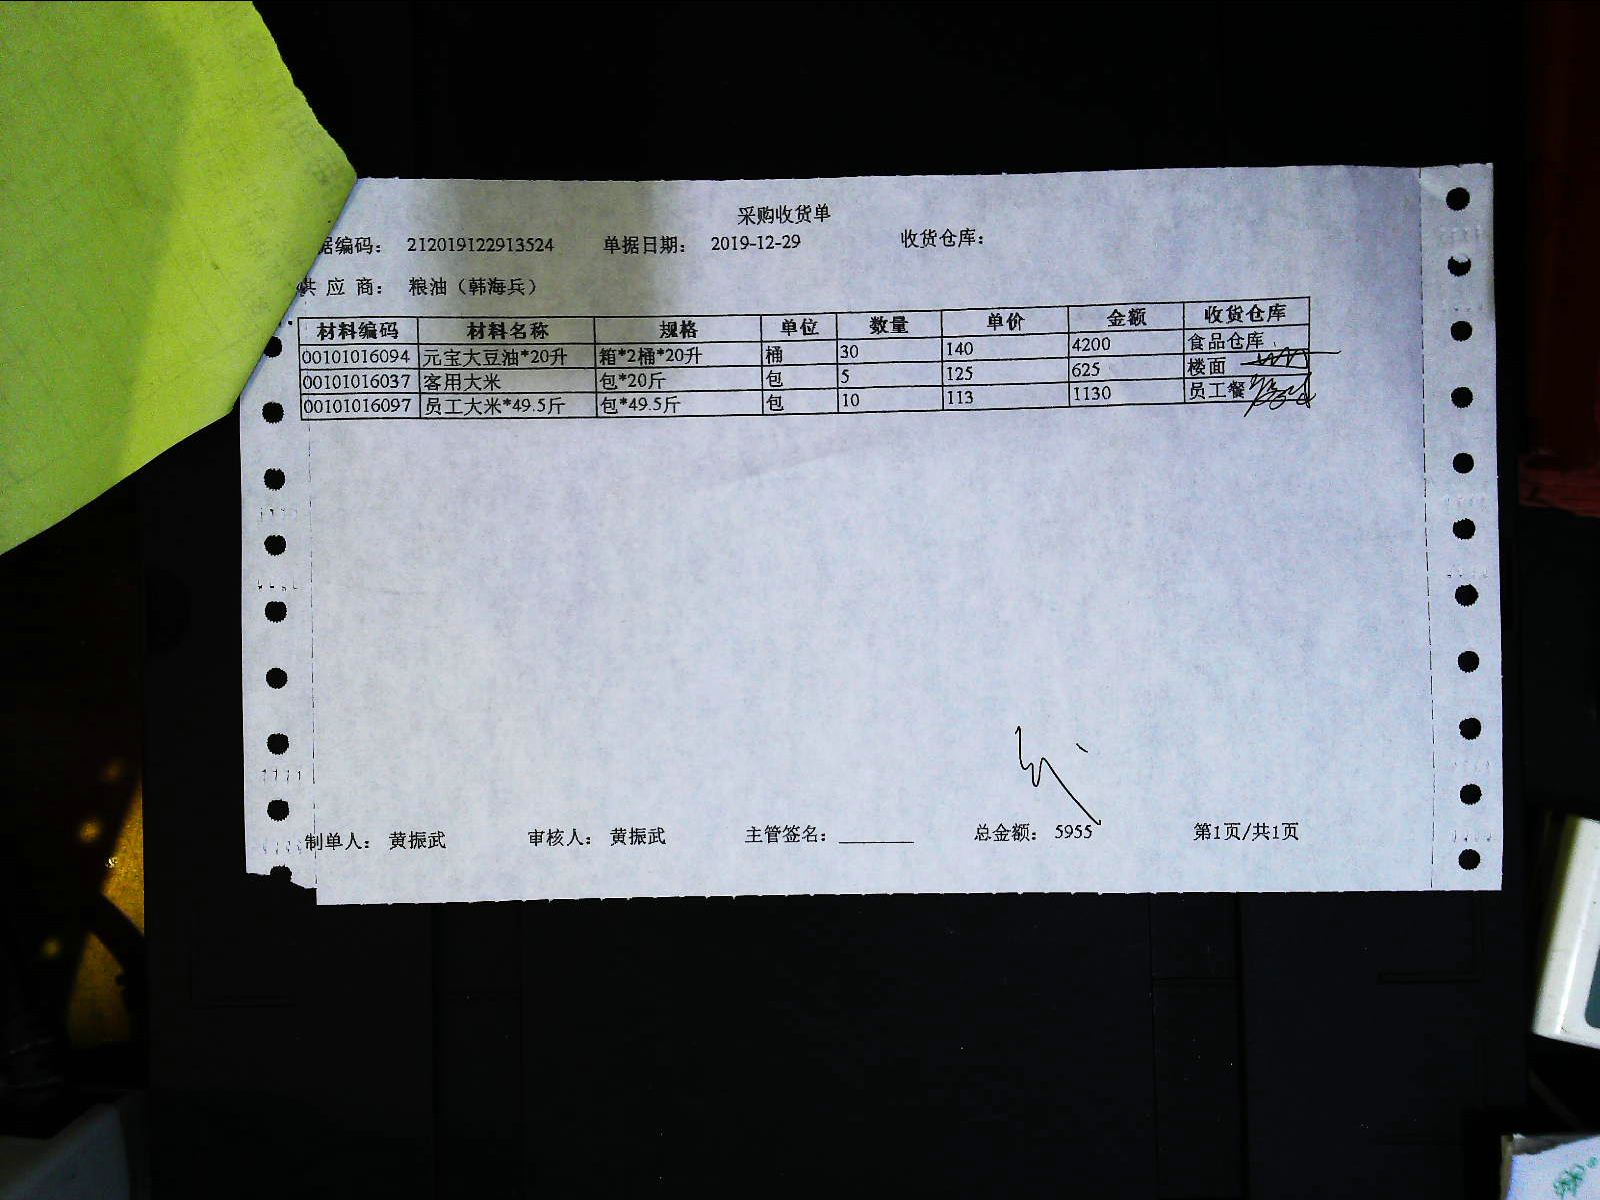 采购收货单
据编码： 212019122913524 单据日期： 2019-12-29 收货仓库：
供 应 商： 粮油（韩海兵）
材料编码 材料名称 规格 单位 数量 单价 金额 收货仓库
00101016094 元宝大豆油*20升 箱*2桶*20升 桶 30 140 4200 食品仓库
00101016037 客用大米 包*20斤 包 5 125 625 楼面
00101016097 员工大米*49.5斤 包*49.5斤 包 10 113 1130 员工餐
制单人： 黄振武 审核人： 黄振武 主管签名： 总金额： 5955 第1页/共1页